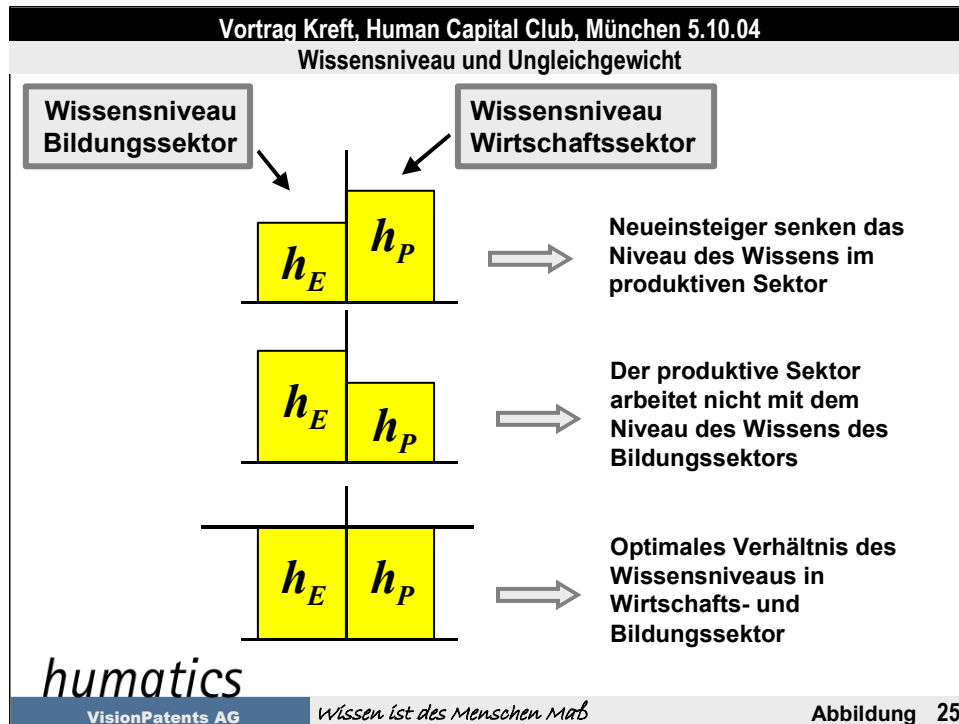 Vortrag Kreft, Human Capital Club, München 5.10.04
Wissensniveau und Ungleichgewicht
Wissensniveau
Bildungssektor
Wissensniveau
Wirtschaftssektor
h_E
h_P
Neueinsteiger senken das
Niveau des Wissens im
produktiven Sektor
h_E
h_P
Der produktive Sektor
arbeitet nicht mit dem
Niveau des Wissens des
Bildungssektors
h_E
h_P
Optimales Verhältnis des
Wissensniveaus in
Wirtschafts- und
Bildungssektor
humatics
VisionPatents AG
Wissen ist des Menschen Maß
Abbildung 25